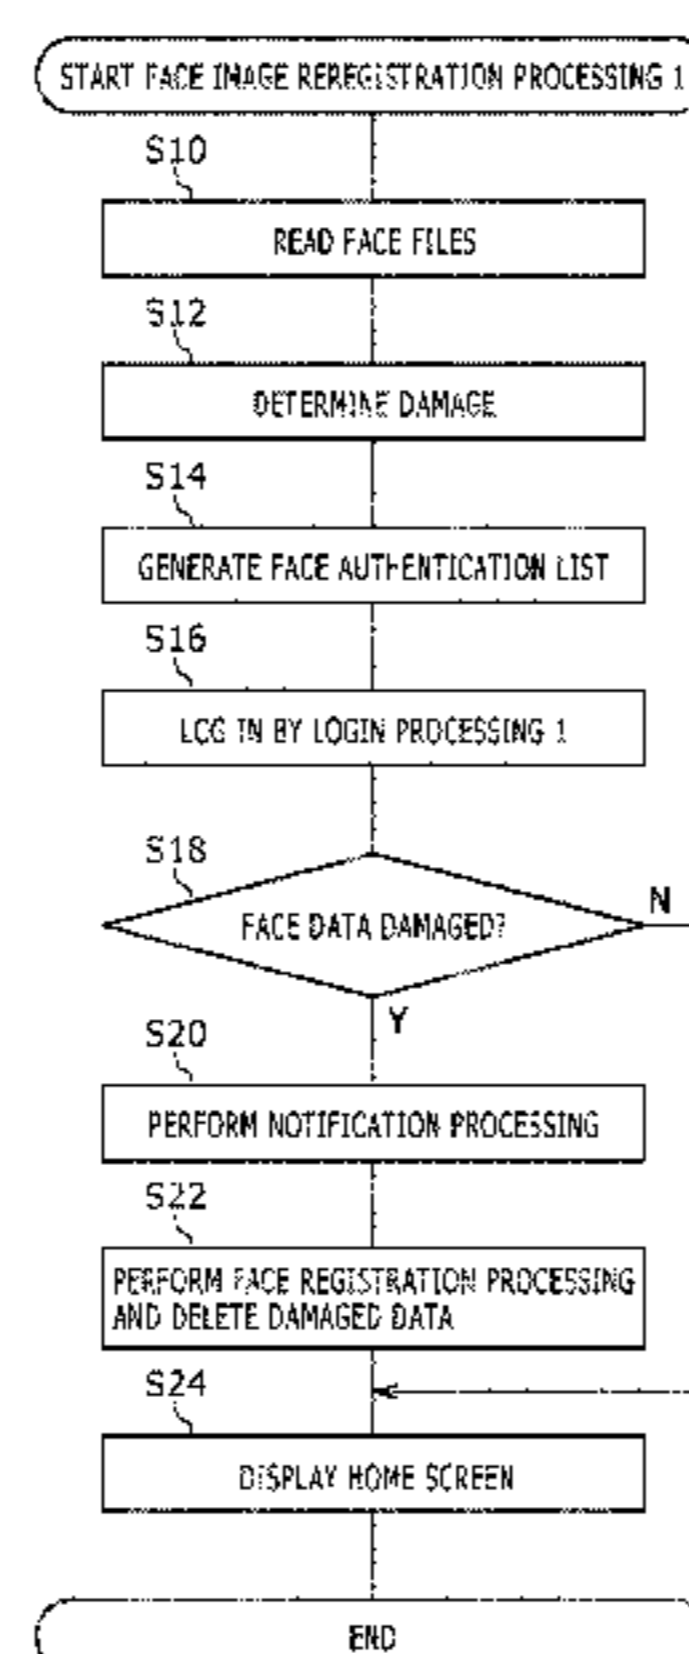 START FACE IMAGE REREGISTRATION PROCESSING 1
S10
READ FACE FILES
S12
DETERMINE DAMAGE
S14
GENERATE FACE AUTHENTICATION LIST
S16
LOG IN BY LOGIN PROCESSING 1
S18
FACE DATA DAMAGED?
N
Y
S20
PERFORM NOTIFICATION PROCESSING
S22
PERFORM FACE REGISTRATION PROCESSING
AND DELETE DAMAGED DATA
S24
DISPLAY HOME SCREEN
END